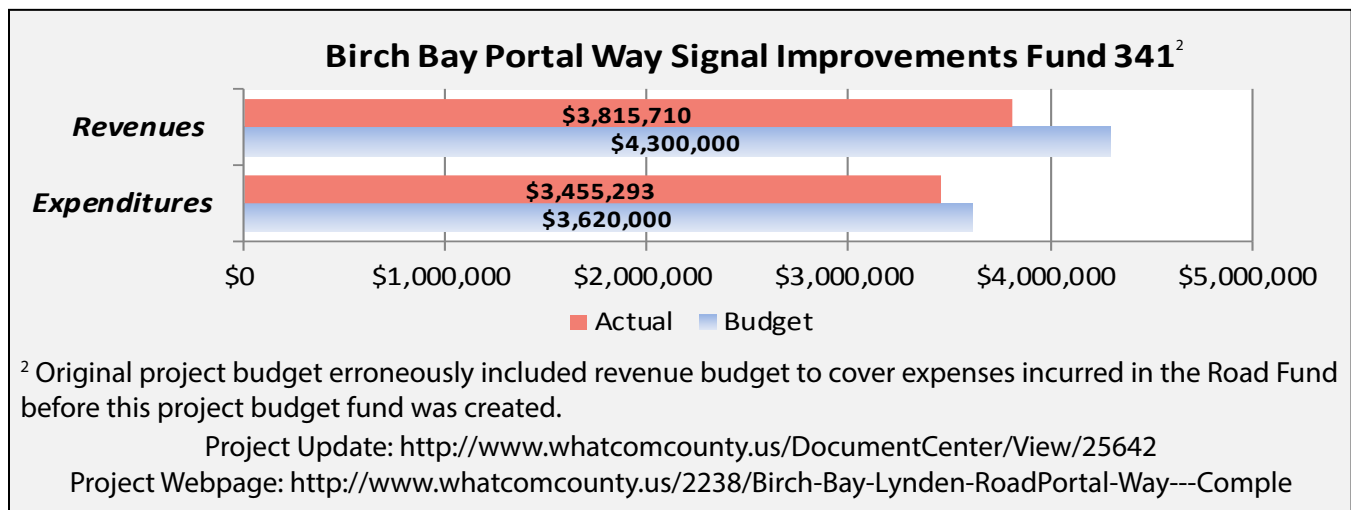 Birch Bay Portal Way Signal Improvements Fund 341²
Revenues
$3,815,710
$4,300,000
Expenditures
$3,455,293
$3,620,000
$0 $1,000,000 $2,000,000 $3,000,000 $4,000,000 $5,000,000
Actual Budget
² Original project budget erroneously included revenue budget to cover expenses incurred in the Road Fund
before this project budget fund was created.
Project Update: http://www.whatcomcounty.us/DocumentCenter/View/25642
Project Webpage: http://www.whatcomcounty.us/2238/Birch-Bay-Lynden-RoadPortal-Way---Comple